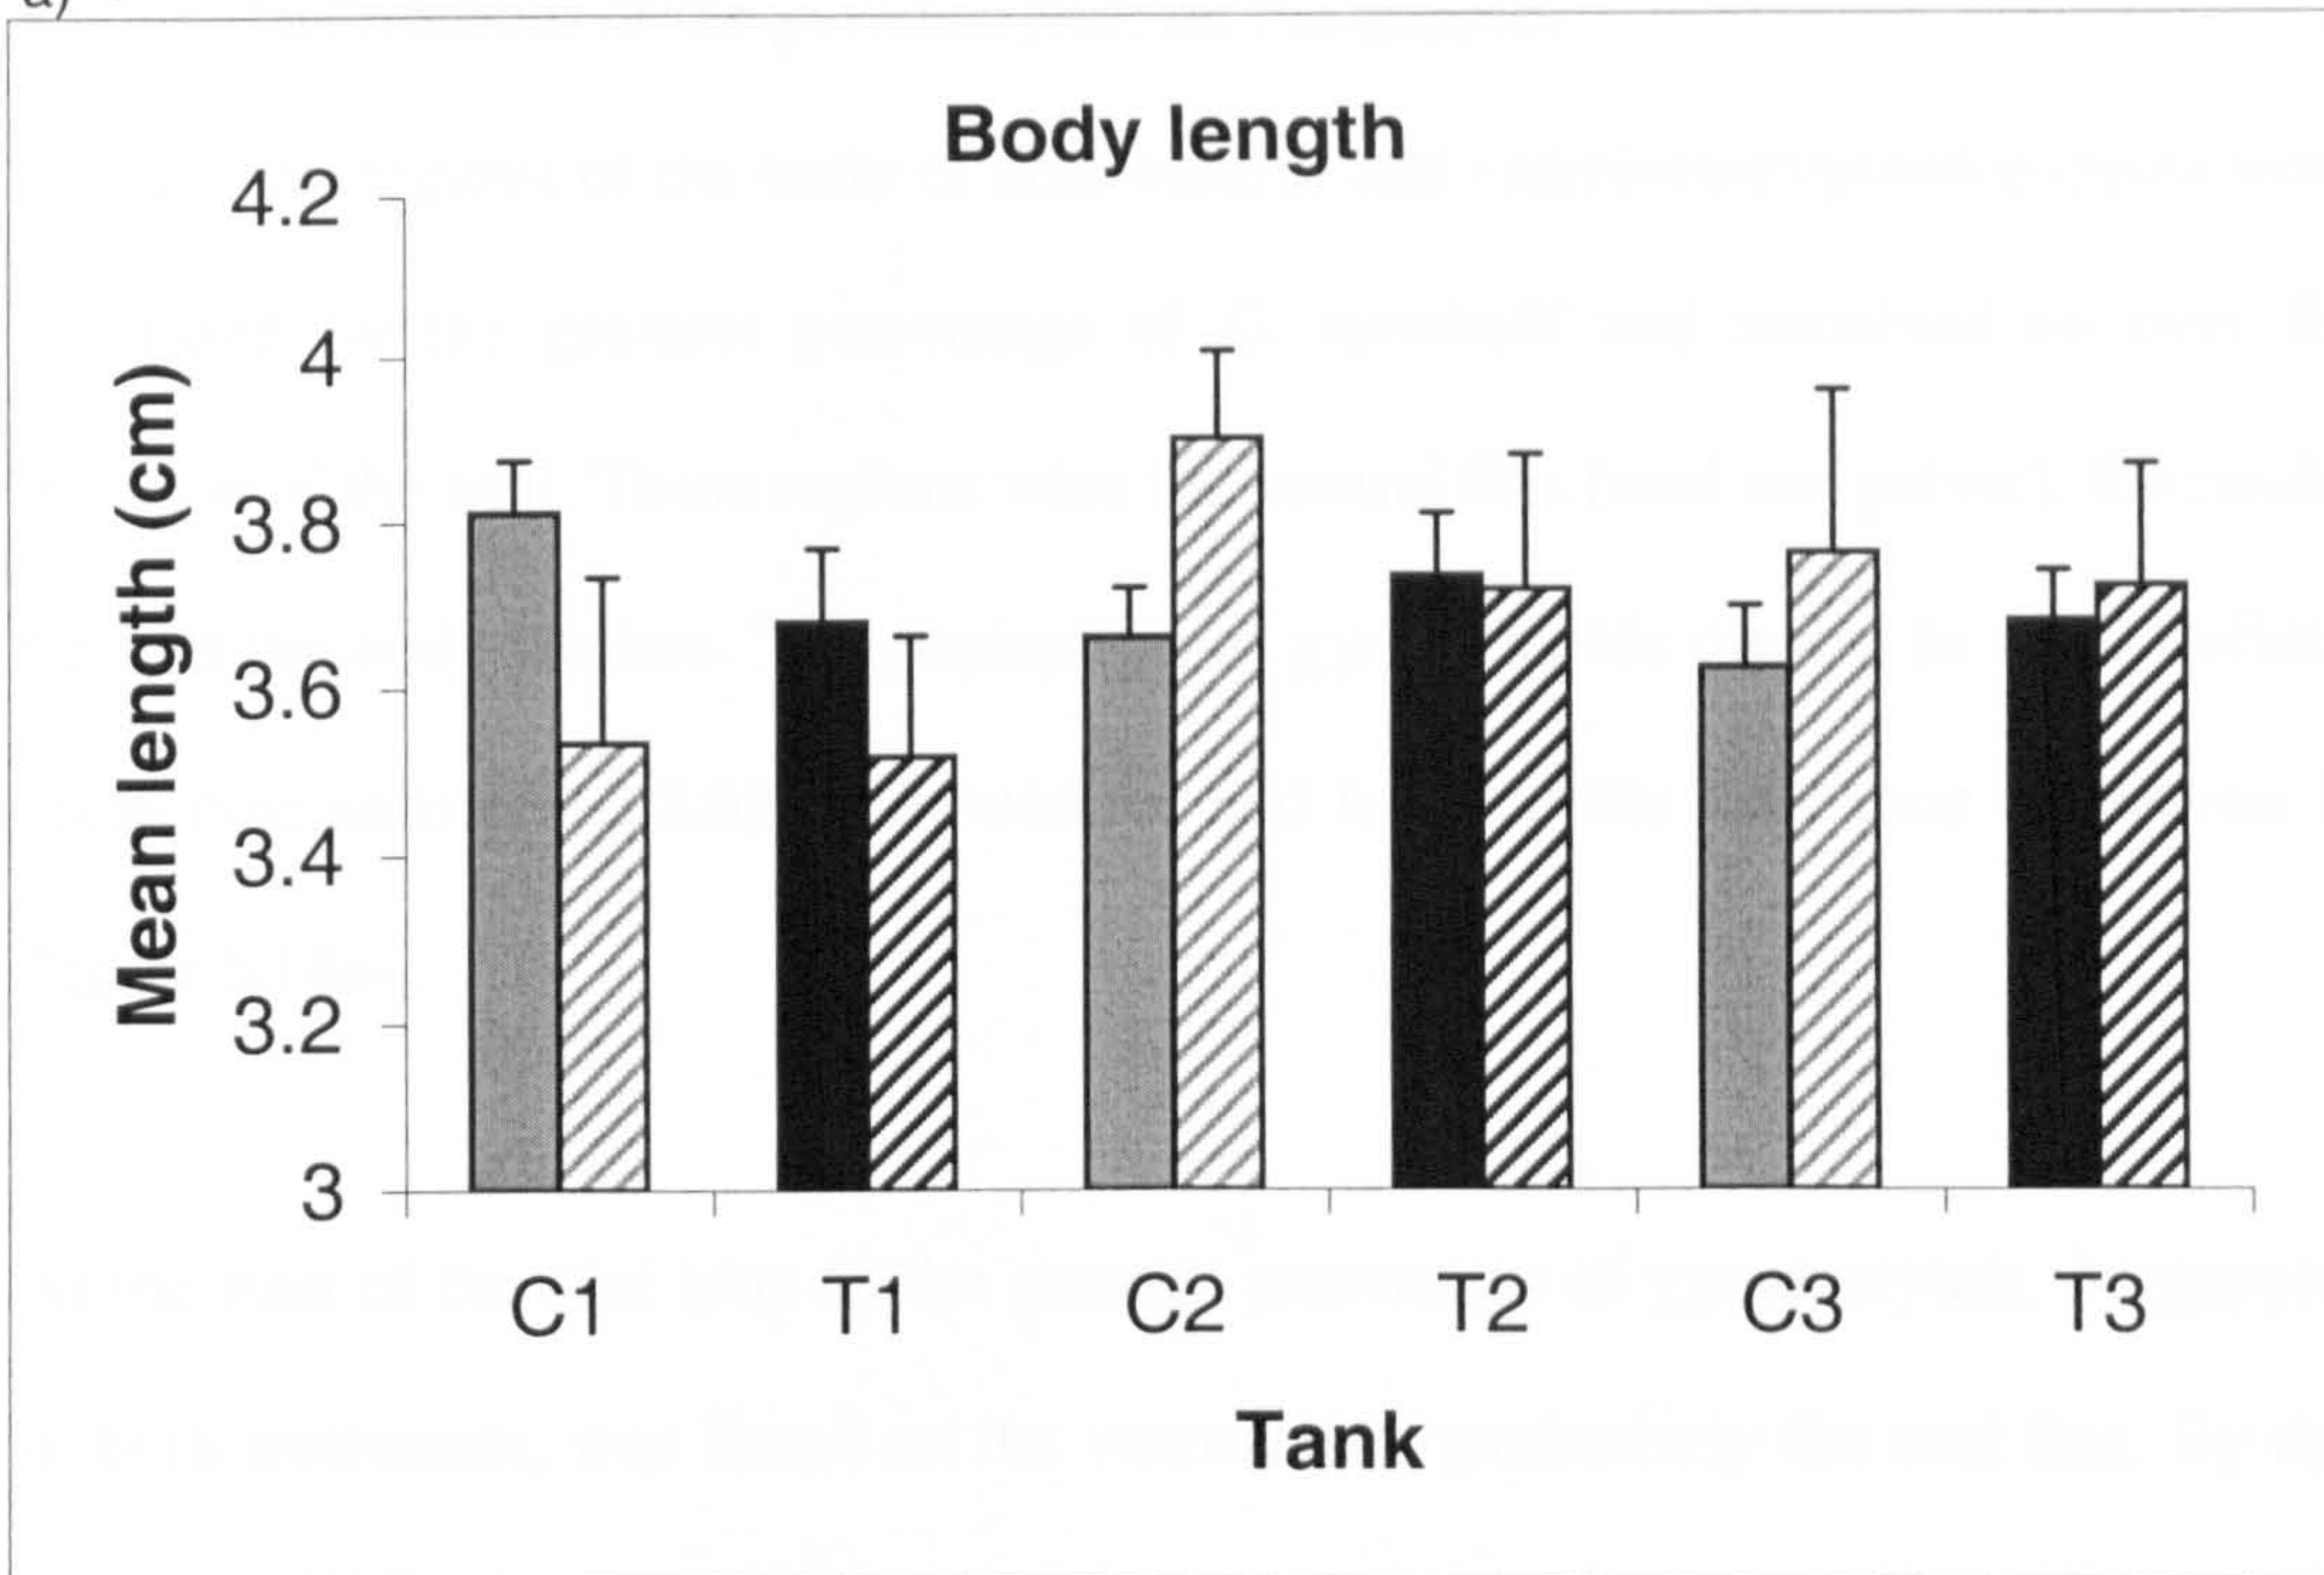 a)
Body length
4.2
4
3.8
3.6
3.4
3.2
3
Mean length (cm)
C1 T1 C2 T2 C3 T3
Tank